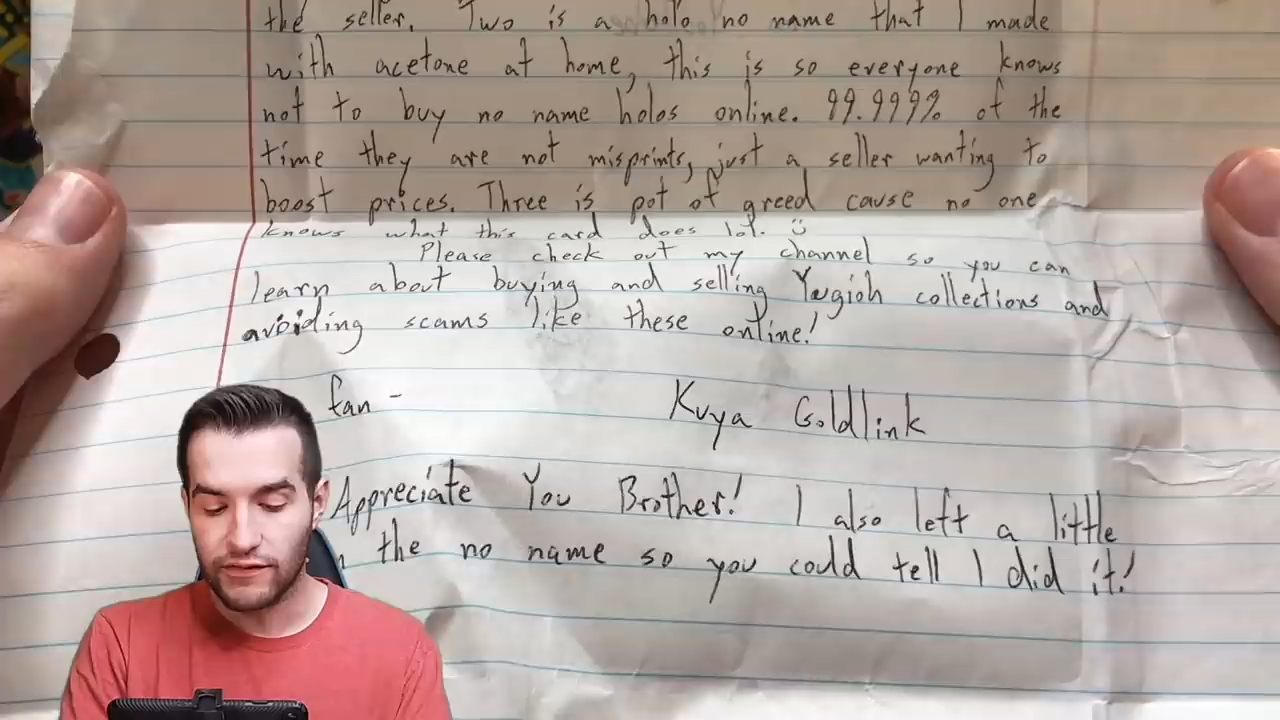 the seller. Two is a holo no name that I made
with acetone at home, this is so everyone knows
not to buy no name holos online. 99.999% of the
time they are not misprints, just a seller wanting to
boost prices. Three is pot of greed cause no one
knows what this card does lol. :)
Please check out my channel so you can
learn about buying and selling Yugioh collections and
avoiding scams like these online!
fan - Kuya Goldlink
Appreciate You Brother! I also left a little
the no name so you could tell I did it!